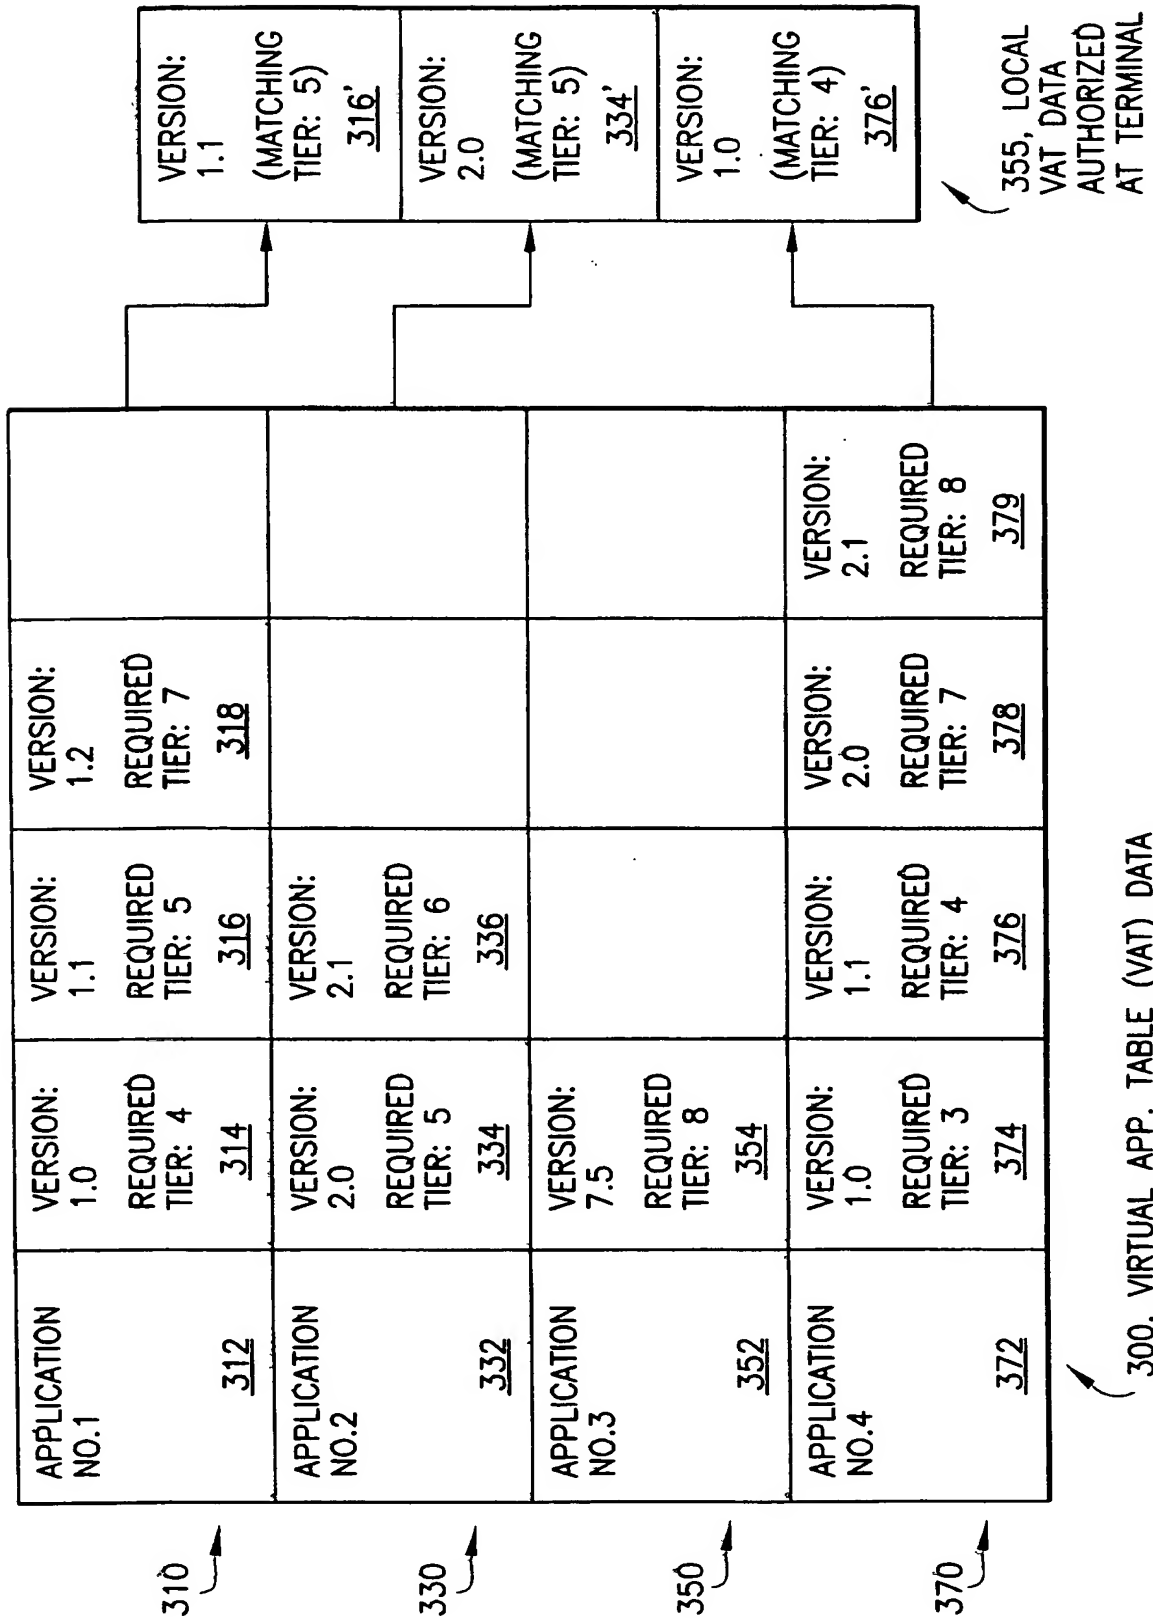 310
APPLICATION
NO.1
312
VERSION:
1.0
REQUIRED
TIER: 4
314
VERSION:
1.1
REQUIRED
TIER: 5
316
VERSION:
1.2
REQUIRED
TIER: 7
318
330
APPLICATION
NO.2
332
VERSION:
2.0
REQUIRED
TIER: 5
334
VERSION:
2.1
REQUIRED
TIER: 6
336
350
APPLICATION
NO.3
352
VERSION:
7.5
REQUIRED
TIER: 8
354
370
APPLICATION
NO.4
372
VERSION:
1.0
REQUIRED
TIER: 3
374
VERSION:
1.1
REQUIRED
TIER: 4
376
VERSION:
2.0
REQUIRED
TIER: 7
378
VERSION:
2.1
REQUIRED
TIER: 8
379
300, VIRTUAL APP. TABLE (VAT) DATA
VERSION:
1.1
(MATCHING
TIER: 5)
316'
VERSION:
2.0
(MATCHING
TIER: 5)
334'
VERSION:
1.0
(MATCHING
TIER: 4)
376'
355, LOCAL
VAT DATA
AUTHORIZED
AT TERMINAL